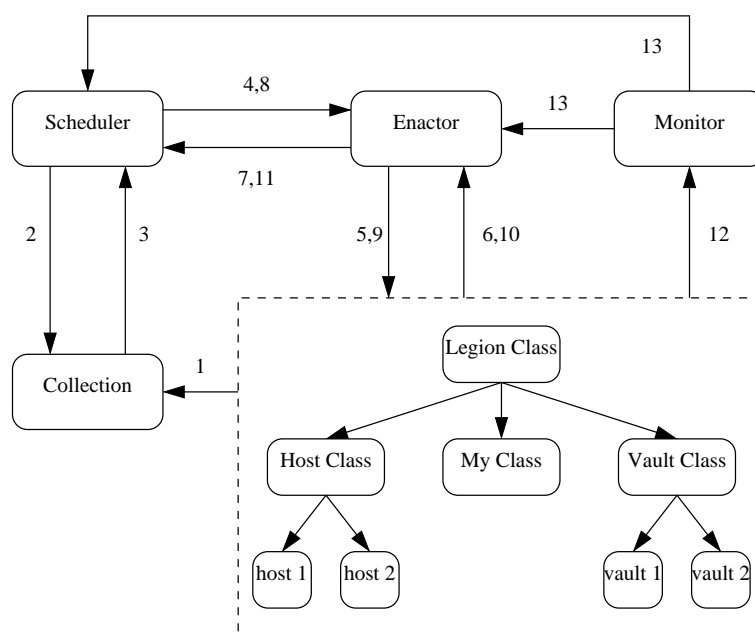 13
4,8
13
Scheduler
Enactor
Monitor
7,11
2
3
5,9
6,10
12
Legion Class
Collection
1
Host Class
My Class
Vault Class
host 1
host 2
vault 1
vault 2